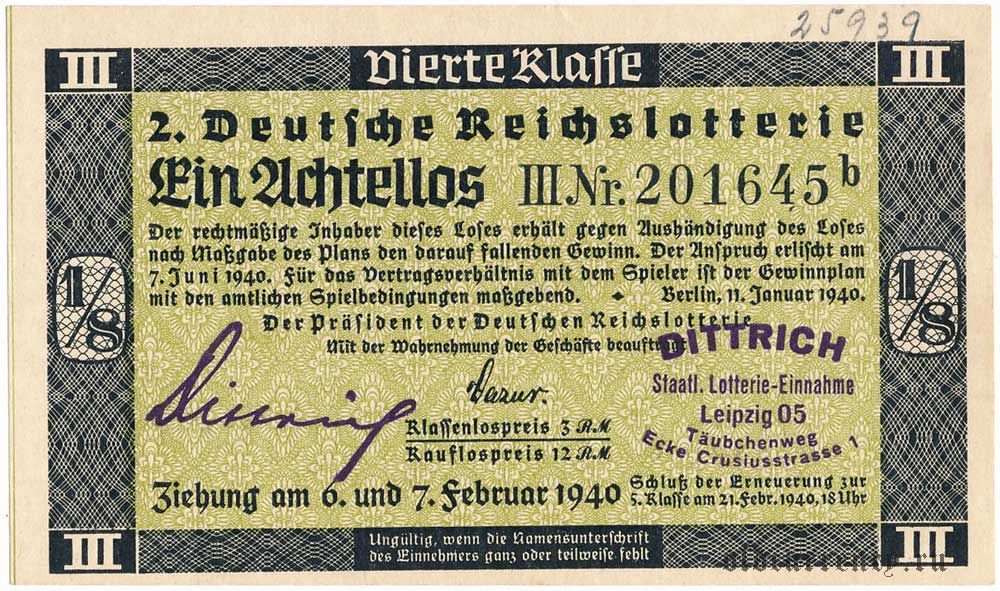 25939
III Vierte Klasse III
2. Deutsche Reichslotterie
Ein Achtellos III Nr. 201645 b
Der rechtmäßige Inhaber dieses Loses erhält gegen Aushändigung des Loses
nach Maßgabe des Plans den darauf fallenden Gewinn. Der Anspruch erlischt am
7. Juni 1940. Für das Vertragsverhältnis mit dem Spieler ist der Gewinnplan
mit den amtlichen Spielbedingungen maßgebend. Berlin, 11. Januar 1940.
1/8 1/8
Der Präsident der Deutschen Reichslotterie
Mit der Wahrnehmung der Geschäfte beauftragt
DITTRICH
Staatl. Lotterie-Einnahme
Leipzig O5
Täubchenweg
Ecke Crusiusstrasse 1
Dittrich
Klassenlospreis 3 RM
Kauflospreis 12 RM
Ziehung am 6. und 7. Februar 1940
Schluß der Erneuerung zur
5. Klasse am 21. Febr. 1940, 18 Uhr
III III
Ungültig, wenn die Namensunterschrift
des Einnehmers ganz oder teilweise fehlt
oldcurrency.ru